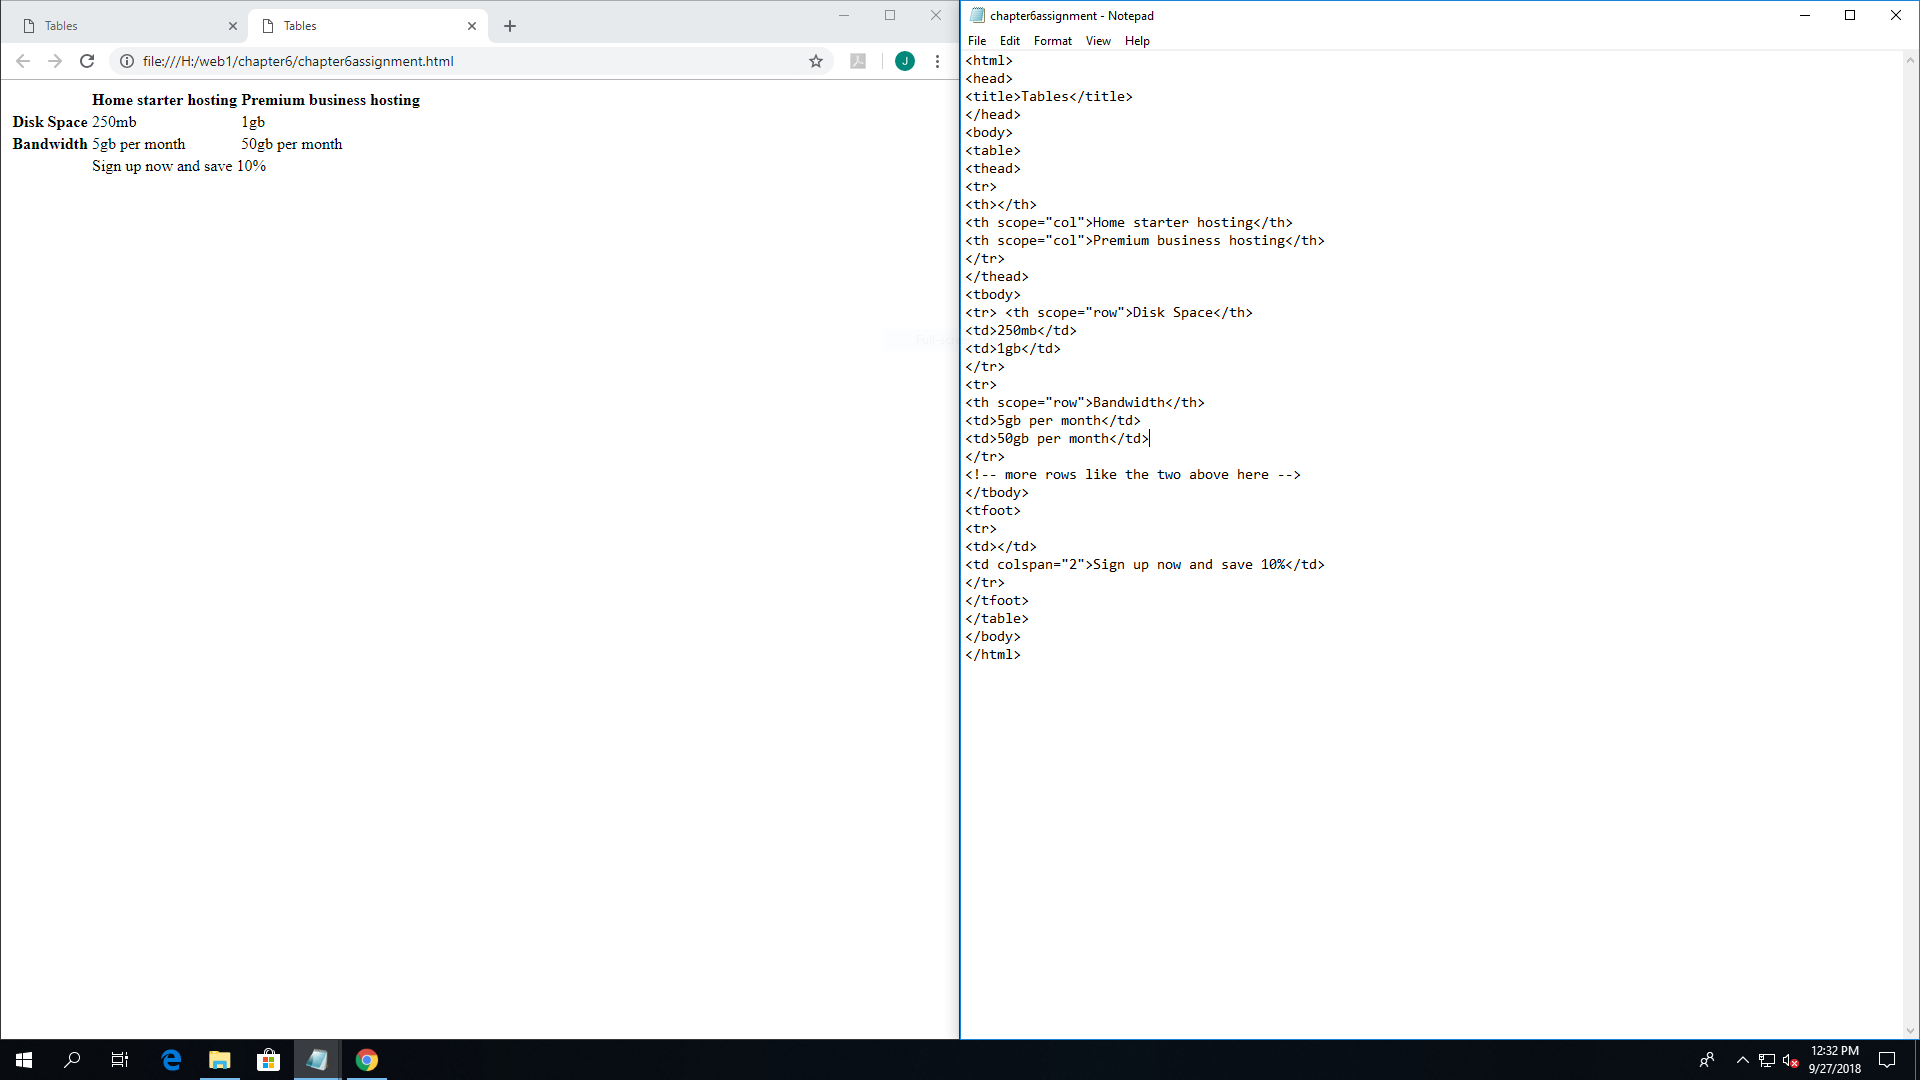 Tables
Tables
file:///H:/web1/chapter6/chapter6assignment.html
J
Home starter hosting Premium business hosting
Disk Space 250mb 1gb
Bandwidth 5gb per month 50gb per month
Sign up now and save 10%
chapter6assignment - Notepad
File Edit Format View Help
<html>
<head>
<title>Tables</title>
</head>
<body>
<table>
<thead>
<tr>
<th></th>
<th scope="col">Home starter hosting</th>
<th scope="col">Premium business hosting</th>
</tr>
</thead>
<tbody>
<tr> <th scope="row">Disk Space</th>
<td>250mb</td>
<td>1gb</td>
</tr>
<tr>
<th scope="row">Bandwidth</th>
<td>5gb per month</td>
<td>50gb per month</td>
</tr>
<!-- more rows like the two above here -->
</tbody>
<tfoot>
<tr>
<td></td>
<td colspan="2">Sign up now and save 10%</td>
</tr>
</tfoot>
</table>
</body>
</html>
12:32 PM
9/27/2018